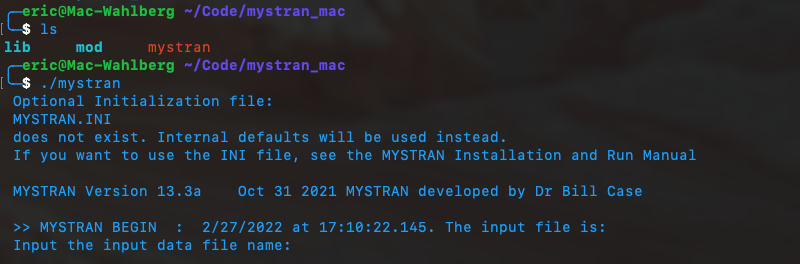 ╭─eric@Mac-Wahlberg ~/Code/mystran_mac
[╰─$ ls
lib mod mystran
╭─eric@Mac-Wahlberg ~/Code/mystran_mac
[╰─$ ./mystran
Optional Initialization file:
MYSTRAN.INI
does not exist. Internal defaults will be used instead.
If you want to use the INI file, see the MYSTRAN Installation and Run Manual
MYSTRAN Version 13.3a Oct 31 2021 MYSTRAN developed by Dr Bill Case
>> MYSTRAN BEGIN : 2/27/2022 at 17:10:22.145. The input file is:
Input the input data file name: